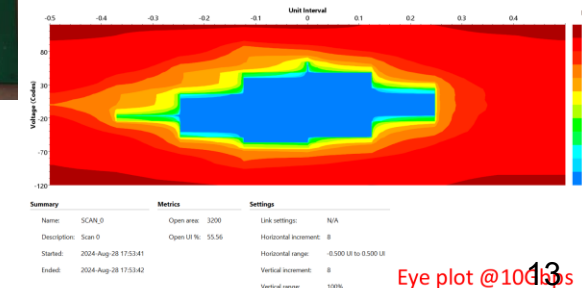 Unit Interval
-0.5 -0.4 -0.3 -0.2 -0.1 0 0.1 0.2 0.3 0.4
Voltage (Codes)
80
30
-20
-70
-120
Summary Metrics Settings
Name: SCAN_0 Open area: 3200 Link settings: N/A
Description: Scan 0 Open UI %: 55.56 Horizontal increment: 8
Started: 2024-Aug-28 17:53:41 Horizontal range: -0.500 UI to 0.500 UI
Ended: 2024-Aug-28 17:53:42 Vertical increment: 8
Vertical range: 100%
Eye plot @10Gbps
13